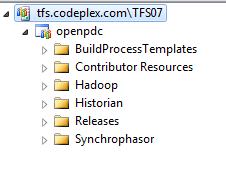 tfs.codeplex.com\TFS07
openpdc
BuildProcessTemplates
Contributor Resources
Hadoop
Historian
Releases
Synchrophasor